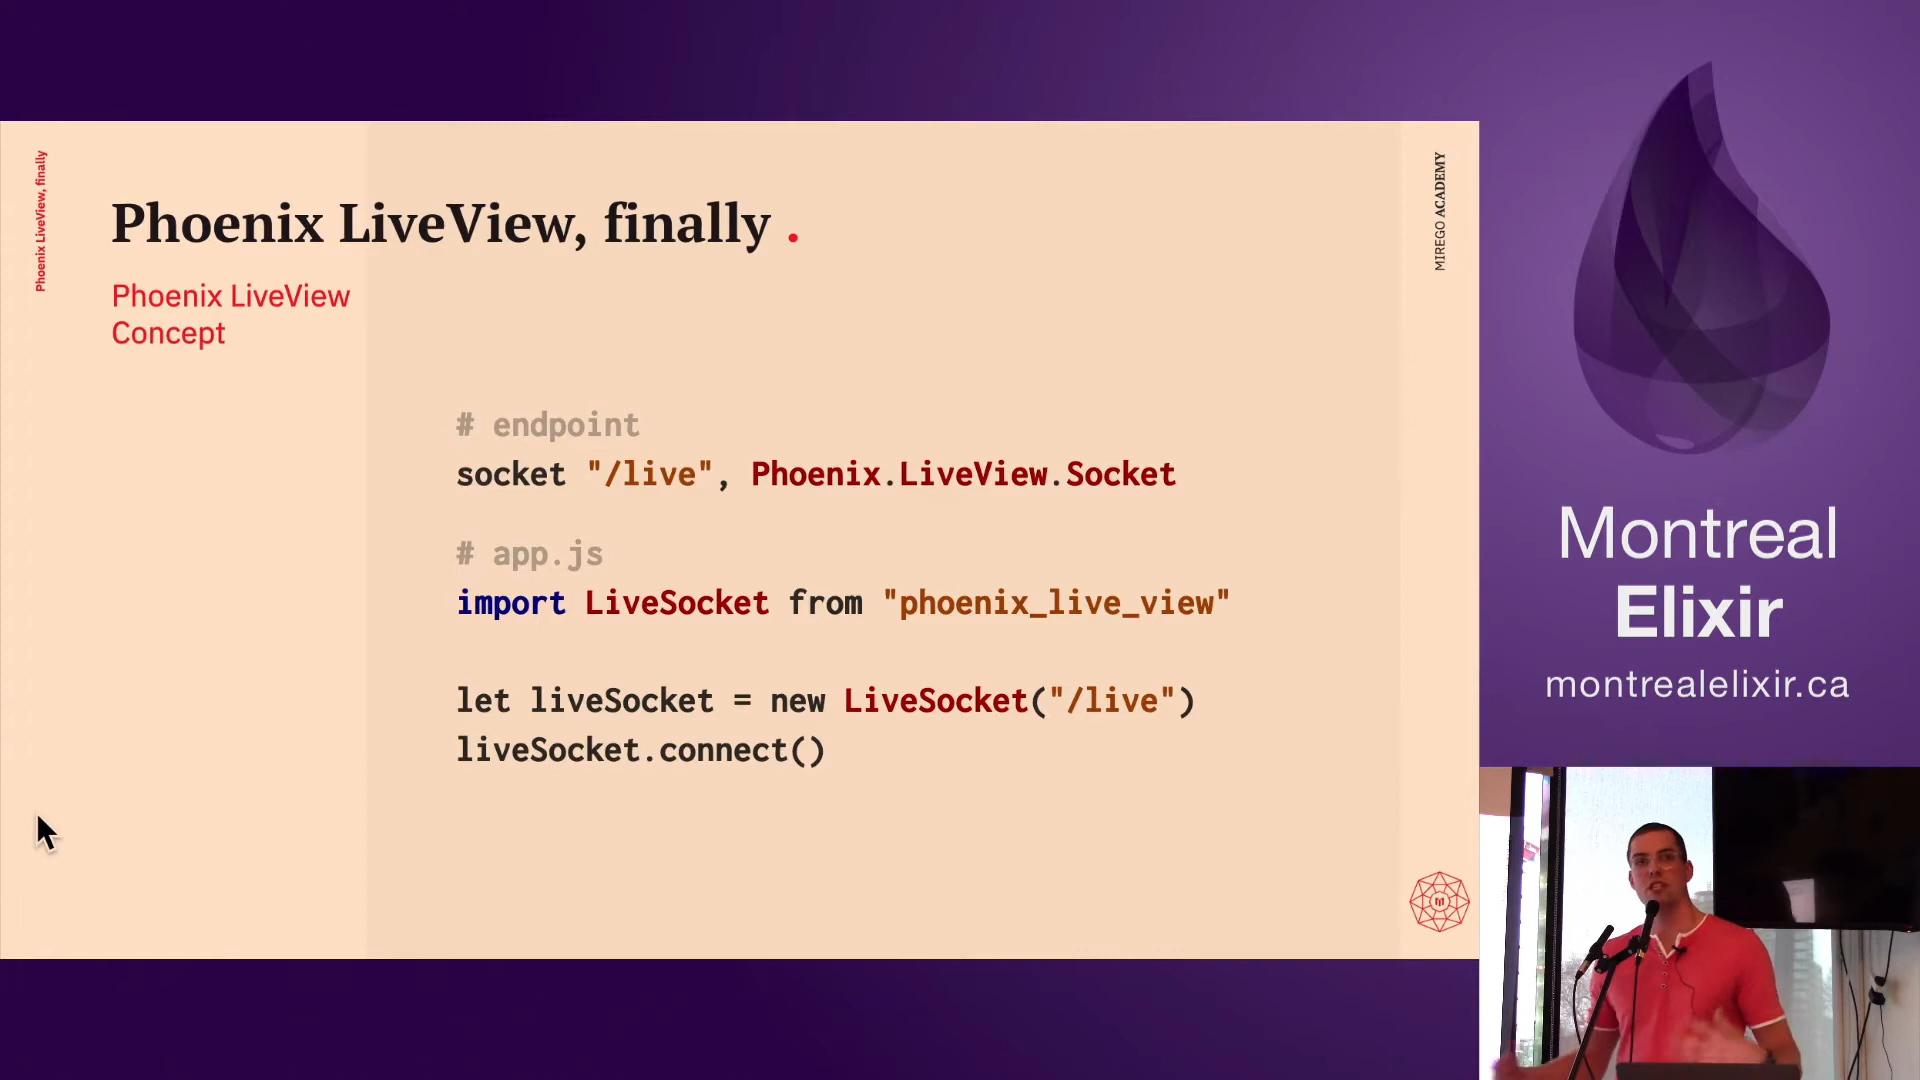 Phoenix LiveView, finally
Phoenix LiveView, finally .
Phoenix LiveView
Concept
# endpoint
socket "/live", Phoenix.LiveView.Socket
# app.js
import LiveSocket from "phoenix_live_view"
let liveSocket = new LiveSocket("/live")
liveSocket.connect()
MIREGO ACADEMY
Montreal
Elixir
montrealelixir.ca